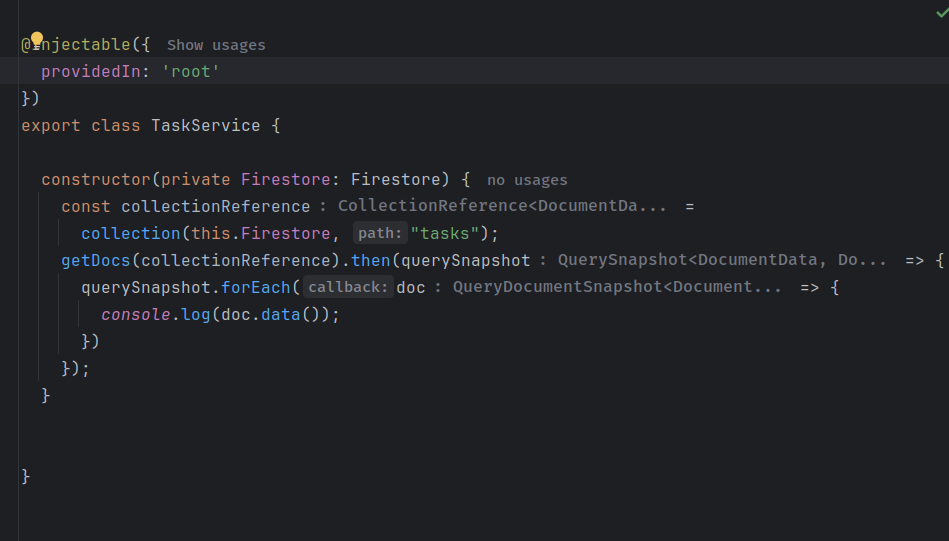 @Injectable({ Show usages
providedIn: 'root'
})
export class TaskService {
constructor(private Firestore: Firestore) { no usages
const collectionReference : CollectionReference<DocumentDa... =
collection(this.Firestore, path: "tasks");
getDocs(collectionReference).then(querySnapshot : QuerySnapshot<DocumentData, Do... => {
querySnapshot.forEach( callback: doc : QueryDocumentSnapshot<Document... => {
console.log(doc.data());
})
});
}
}